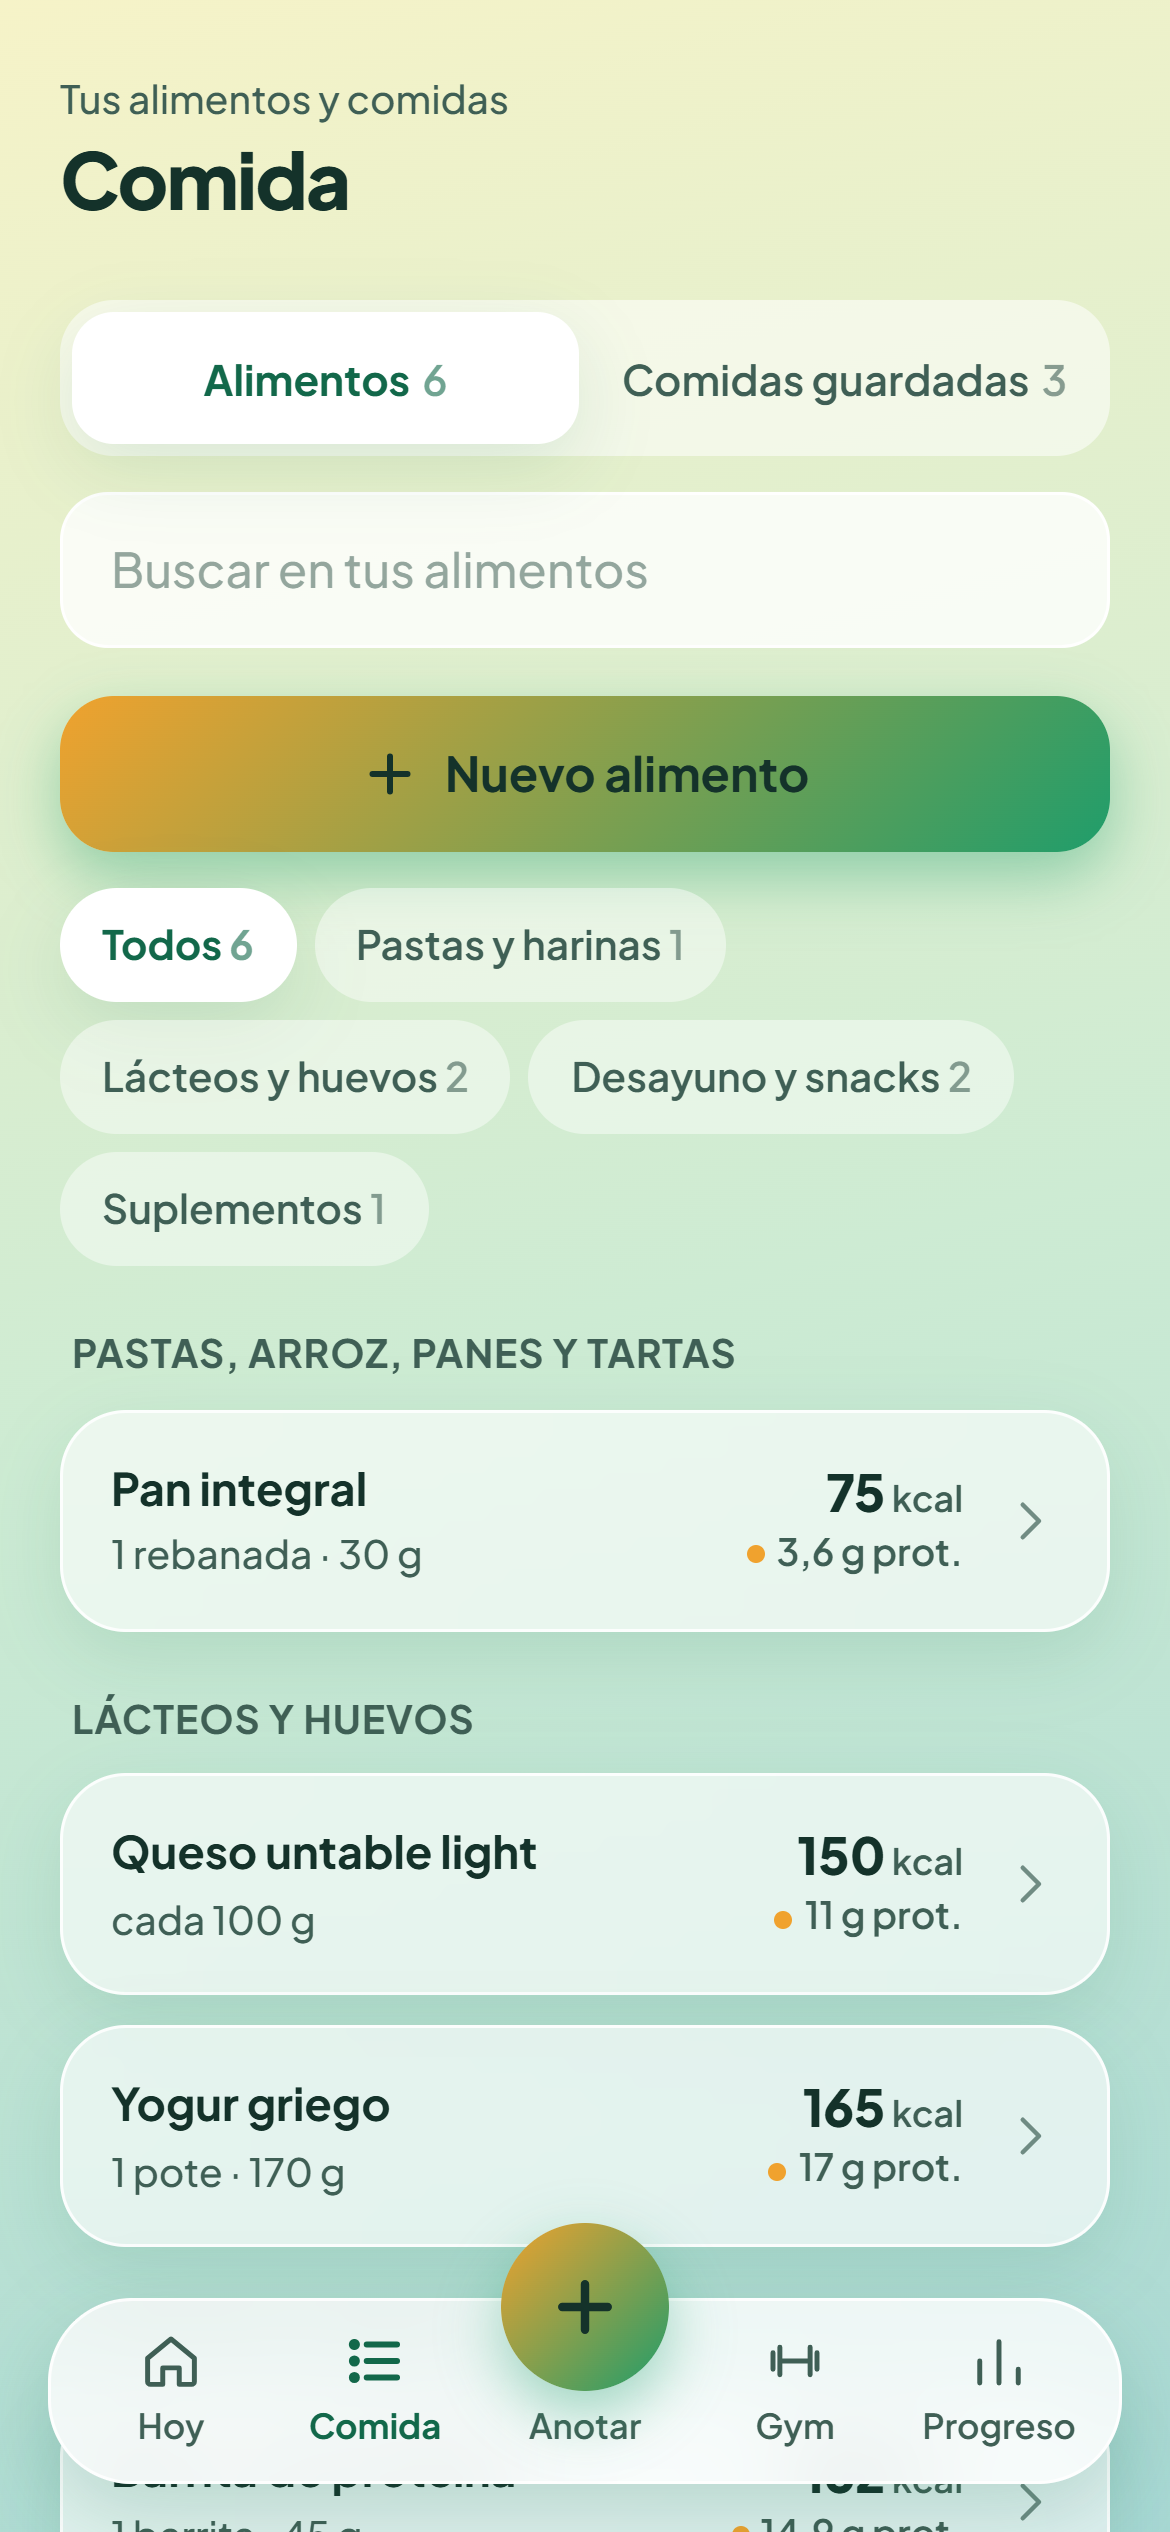 Tus alimentos y comidas
Comida
Alimentos 6
Comidas guardadas 3
Buscar en tus alimentos
+ Nuevo alimento
Todos 6
Pastas y harinas 1
Lácteos y huevos 2
Desayuno y snacks 2
Suplementos 1
PASTAS, ARROZ, PANES Y TARTAS
Pan integral
75 kcal
1 rebanada · 30 g
3,6 g prot.
LÁCTEOS Y HUEVOS
Queso untable light
150 kcal
cada 100 g
11 g prot.
Yogur griego
165 kcal
1 pote · 170 g
17 g prot.
Hoy
Comida
Anotar
Gym
Progreso
kcal